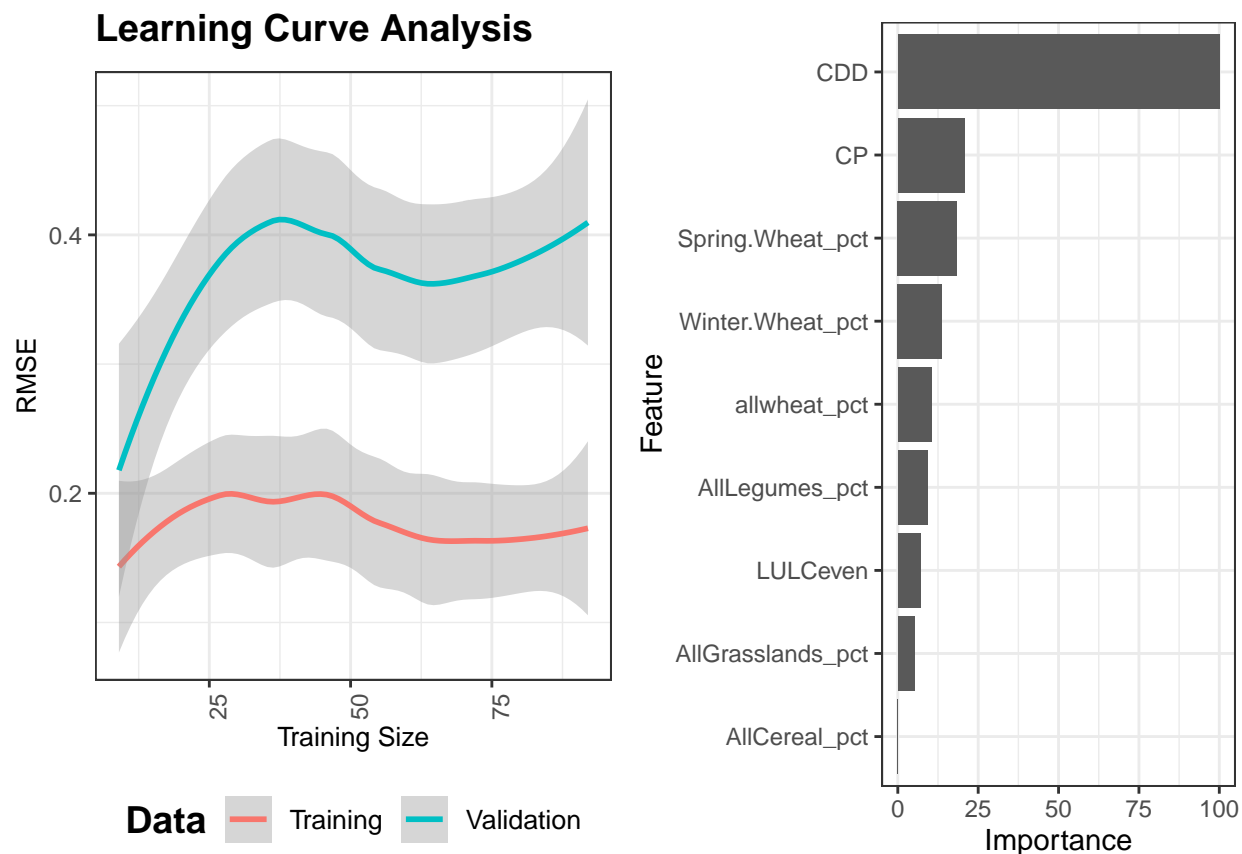 Learning Curve Analysis
RMSE
0.4
0.2
25
50
75
Training Size
Data
Training
Validation
Feature
CDD
CP
Spring.Wheat_pct
Winter.Wheat_pct
allwheat_pct
AllLegumes_pct
LULCeven
AllGrasslands_pct
AllCereal_pct
0
25
50
75
100
Importance